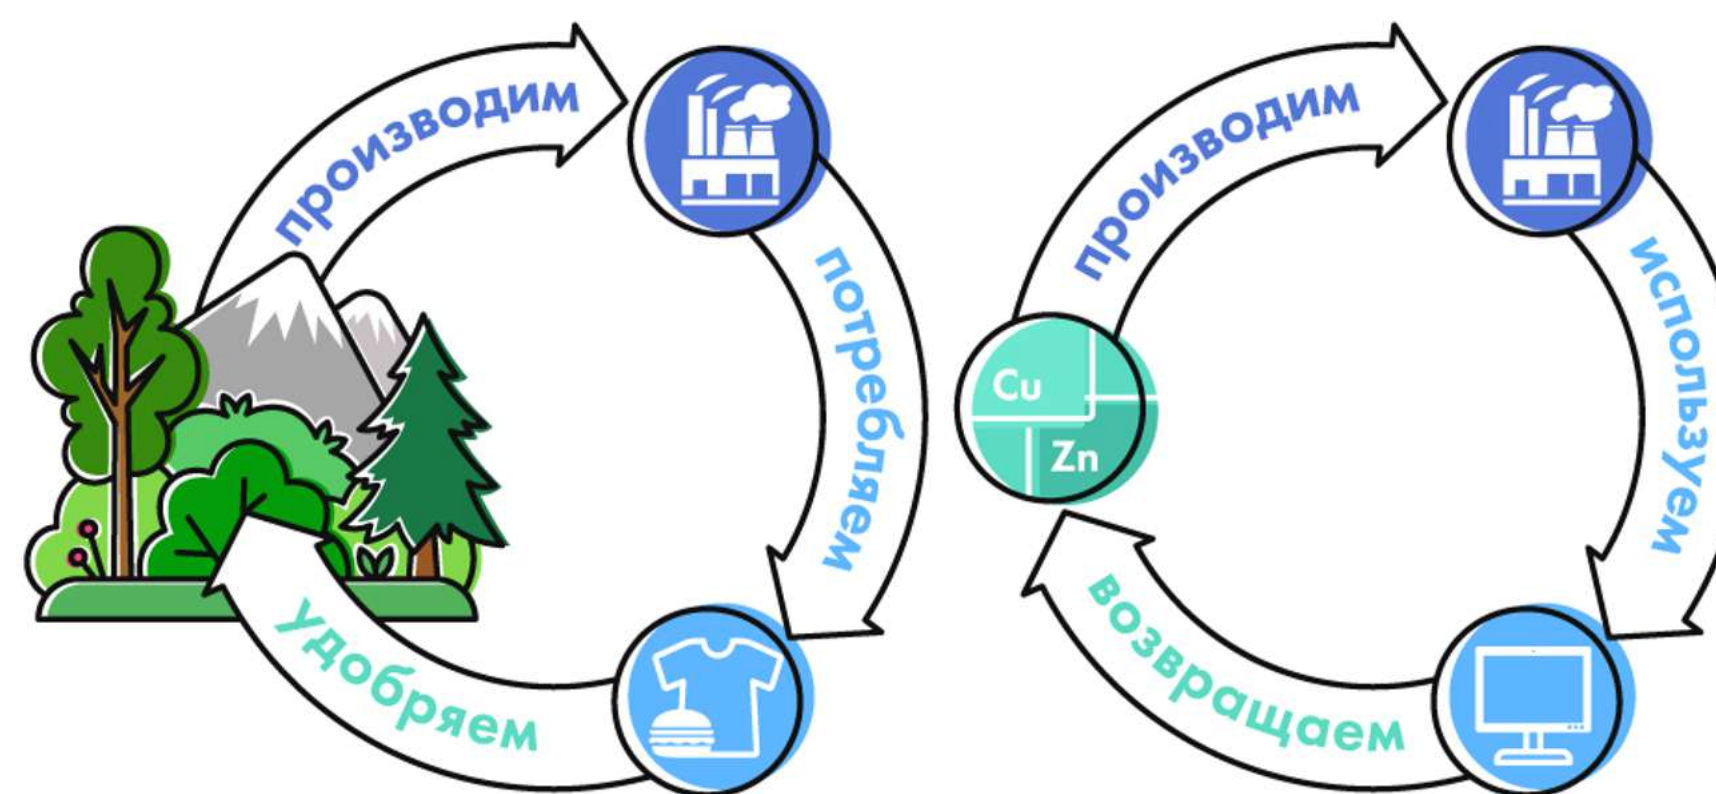 производим
потребляем
удобряем
производим
используем
возвращаем
Cu
Zn